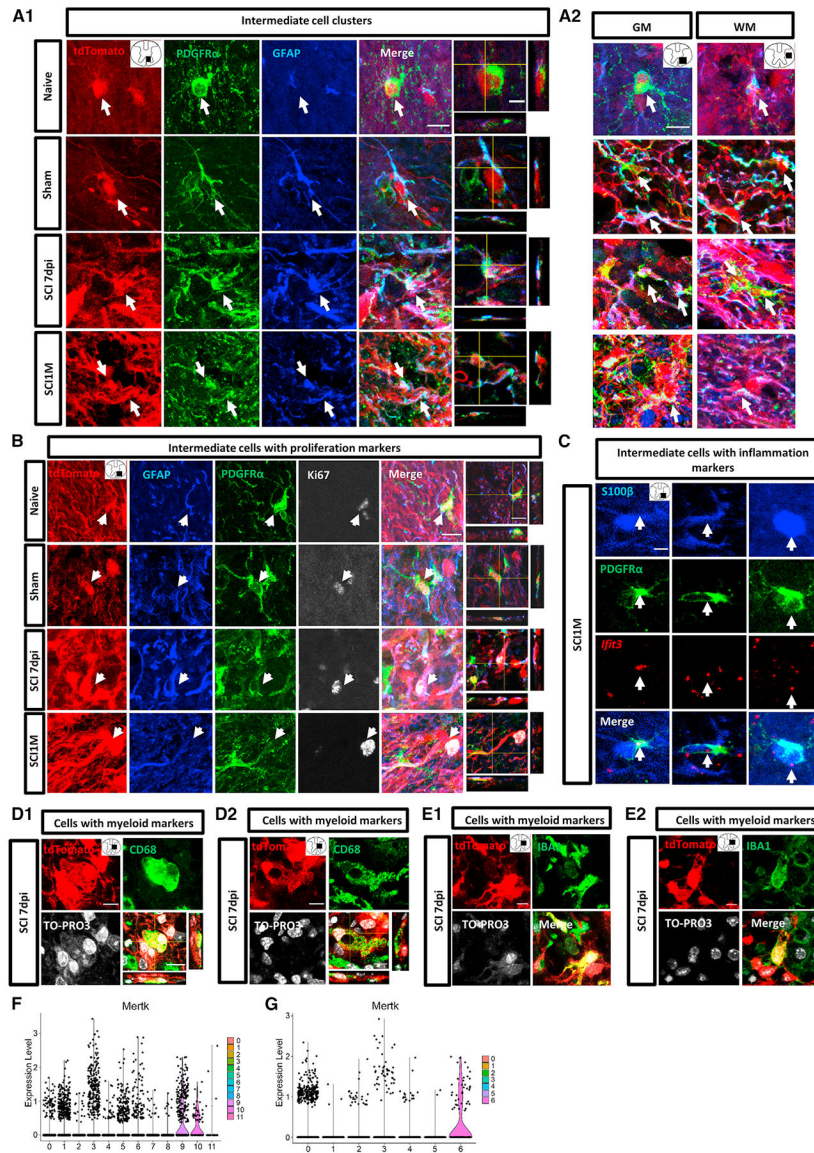 A1
Intermediate cell clusters
tdTomato PDGFRα GFAP Merge
Naive
Sham
SCI 7dpi
SCI1M
A2
GM WM
B
Intermediate cells with proliferation markers
tdTomato GFAP PDGFRα Ki67 Merge
Naive
Sham
SCI 7dpi
SCI1M
C
Intermediate cells with inflammation
markers
SCI1M
S100β
PDGFRα
ifit3
Merge
D1
Cells with myeloid markers
SCI 7dpi
tdTomato CD68
TO-PRO3
D2
Cells with myeloid markers
SCI 7dpi
tdTomato CD68
TO-PRO3
E1
Cells with myeloid markers
SCI 7dpi
tdTomato IBA1
TO-PRO3 Merge
E2
Cells with myeloid markers
SCI 7dpi
tdTomato IBA1
TO-PRO3 Merge
F
Mertk
Expression Level
3
2
1
0
0 1 2 3 4 5 6 7 8 9 10 11
0
1
2
3
4
5
6
7
8
9
10
11
G
Mertk
Expression Level
3
2
1
0
0 1 2 3 4 5 6
0
1
2
3
4
5
6